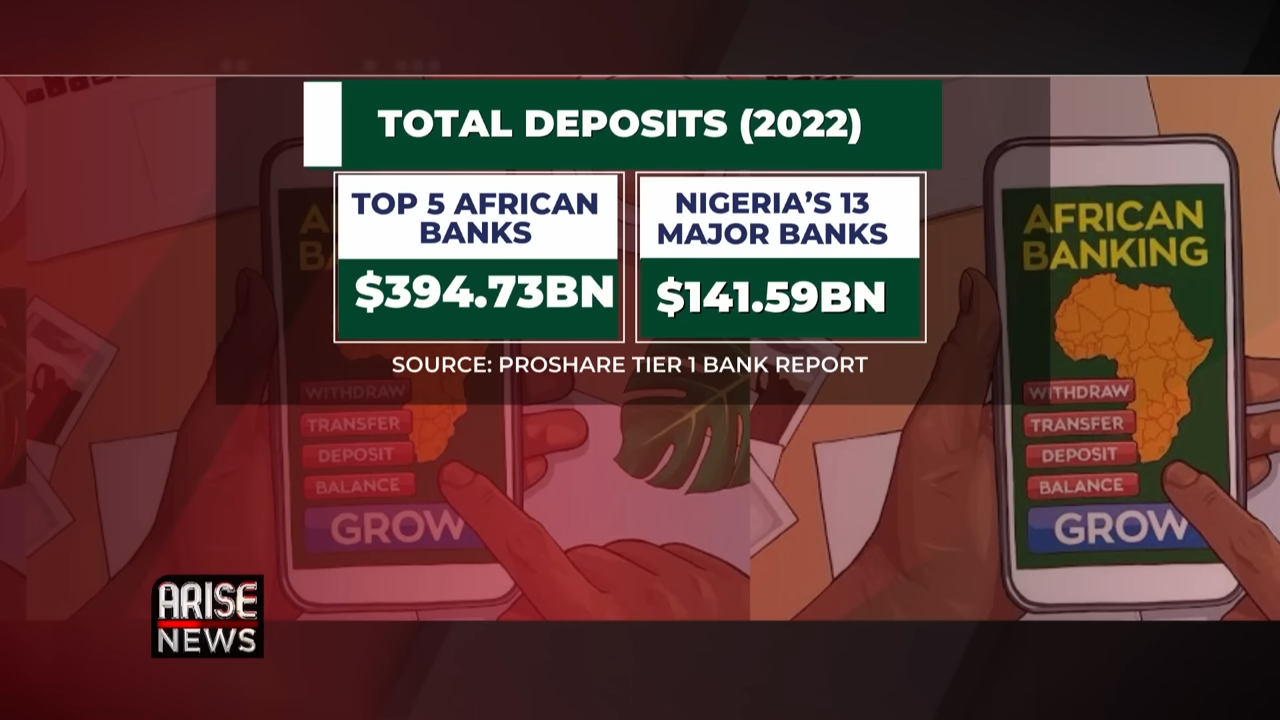 TOTAL DEPOSITS (2022)
TOP 5 AFRICAN
BANKS
$394.73BN
NIGERIA'S 13
MAJOR BANKS
$141.59BN
SOURCE: PROSHARE TIER 1 BANK REPORT
A
B
WITHDRAW
TRANSFER
DEPOSIT
BALANCE
GROW
AFRICAN
BANKING
WITHDRAW
TRANSFER
DEPOSIT
BALANCE
GROW
ARISE
NEWS